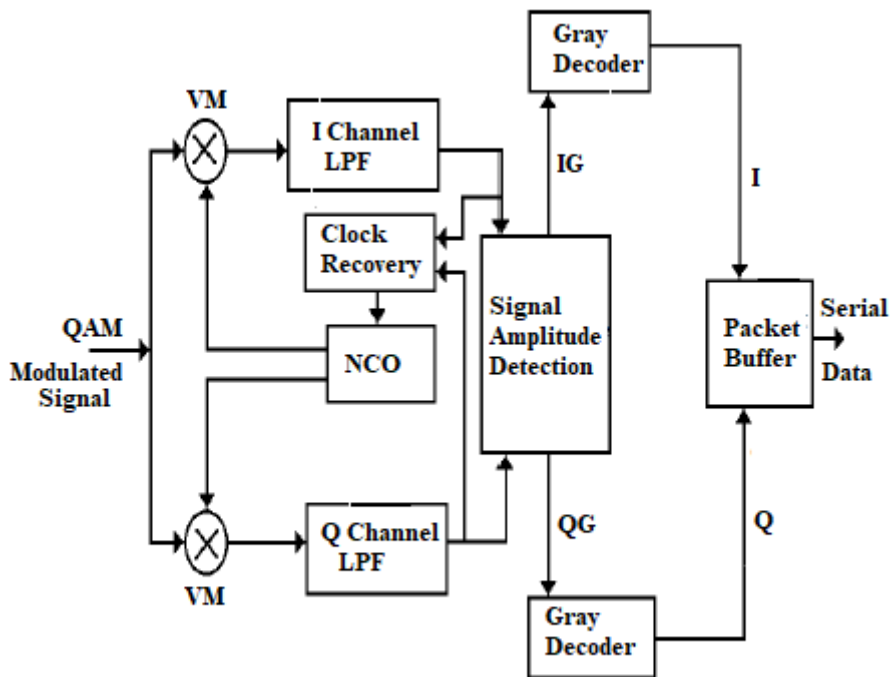 Gray
Decoder
VM
I Channel
LPF
IG
I
Clock
Recovery
QAM
Modulated
Signal
NCO
Signal
Amplitude
Detection
Packet
Buffer
Serial
Data
Q Channel
LPF
VM
QG
Q
Gray
Decoder